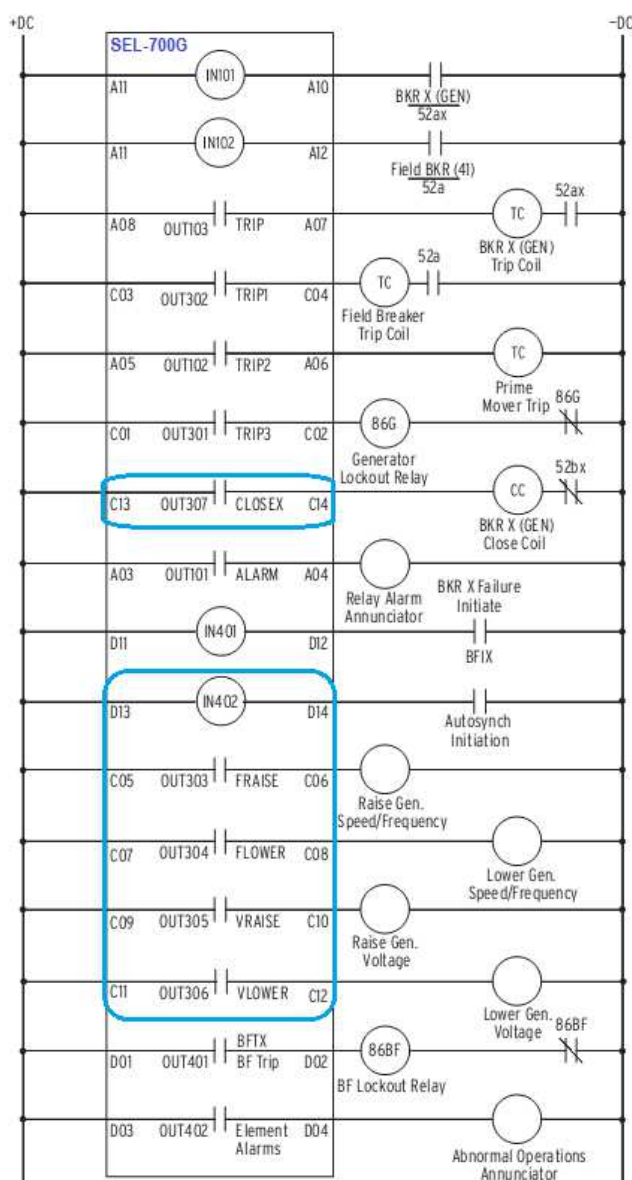 +DC
-DC
SEL-700G
IN101
A11
A10
BKR X (GEN)
52ax
IN102
A11
A12
Field BKR (41)
52a
52ax
TC
A08 OUT103 TRIP A07
BKR X (GEN)
Trip Coil
52a
TC
C03 OUT302 TRIP1 C04
Field Breaker
Trip Coil
TC
A05 OUT102 TRIP2 A06
Prime
Mover Trip
86G
86G
C01 OUT301 TRIP3 C02
Generator
Lockout Relay
52bx
CC
C13 OUT307 CLOSEX C14
BKR X (GEN)
Close Coil
A03 OUT101 ALARM A04
Relay Alarm
Annunciator
BKR X Failure
Initiate
IN401
D11
D12
BFIX
IN402
D13
D14
Autosynch
Initiation
C05 OUT303 FRAISE C06
Raise Gen.
Speed/Frequency
C07 OUT304 FLOWER C08
Lower Gen.
Speed/Frequency
C09 OUT305 VRAISE C10
Raise Gen.
Voltage
C11 OUT306 VLOWER C12
Lower Gen.
Voltage
86BF
BFTX
86BF
D01 OUT401 BF Trip D02
BF Lockout Relay
D03 OUT402 Element D04
Alarms
Abnormal Operations
Annunciator